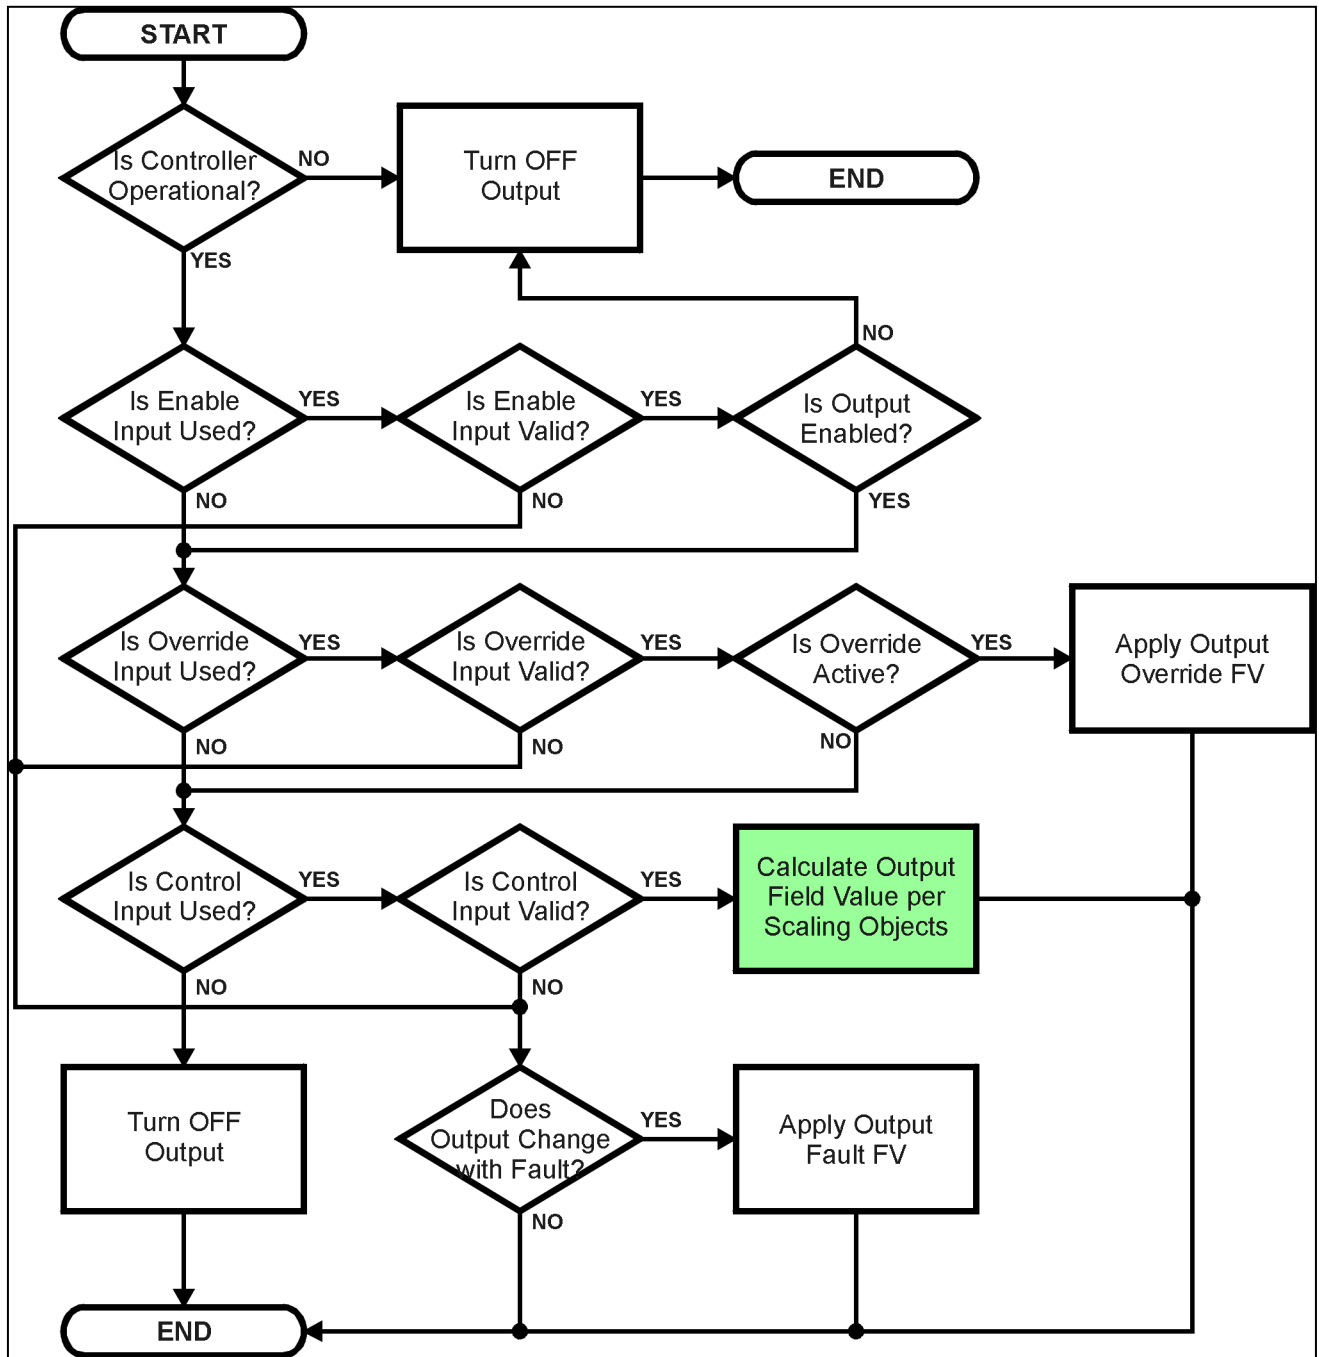 START
Is Controller
Operational?
NO
Turn OFF
Output
END
YES
NO
Is Enable
Input Used?
YES
Is Enable
Input Valid?
YES
Is Output
Enabled?
NO
NO
YES
Is Override
Input Used?
YES
Is Override
Input Valid?
YES
Is Override
Active?
YES
Apply Output
Override FV
NO
NO
NO
Is Control
Input Used?
YES
Is Control
Input Valid?
YES
Calculate Output
Field Value per
Scaling Objects
NO
NO
Turn OFF
Output
Does
Output Change
with Fault?
YES
Apply Output
Fault FV
NO
END